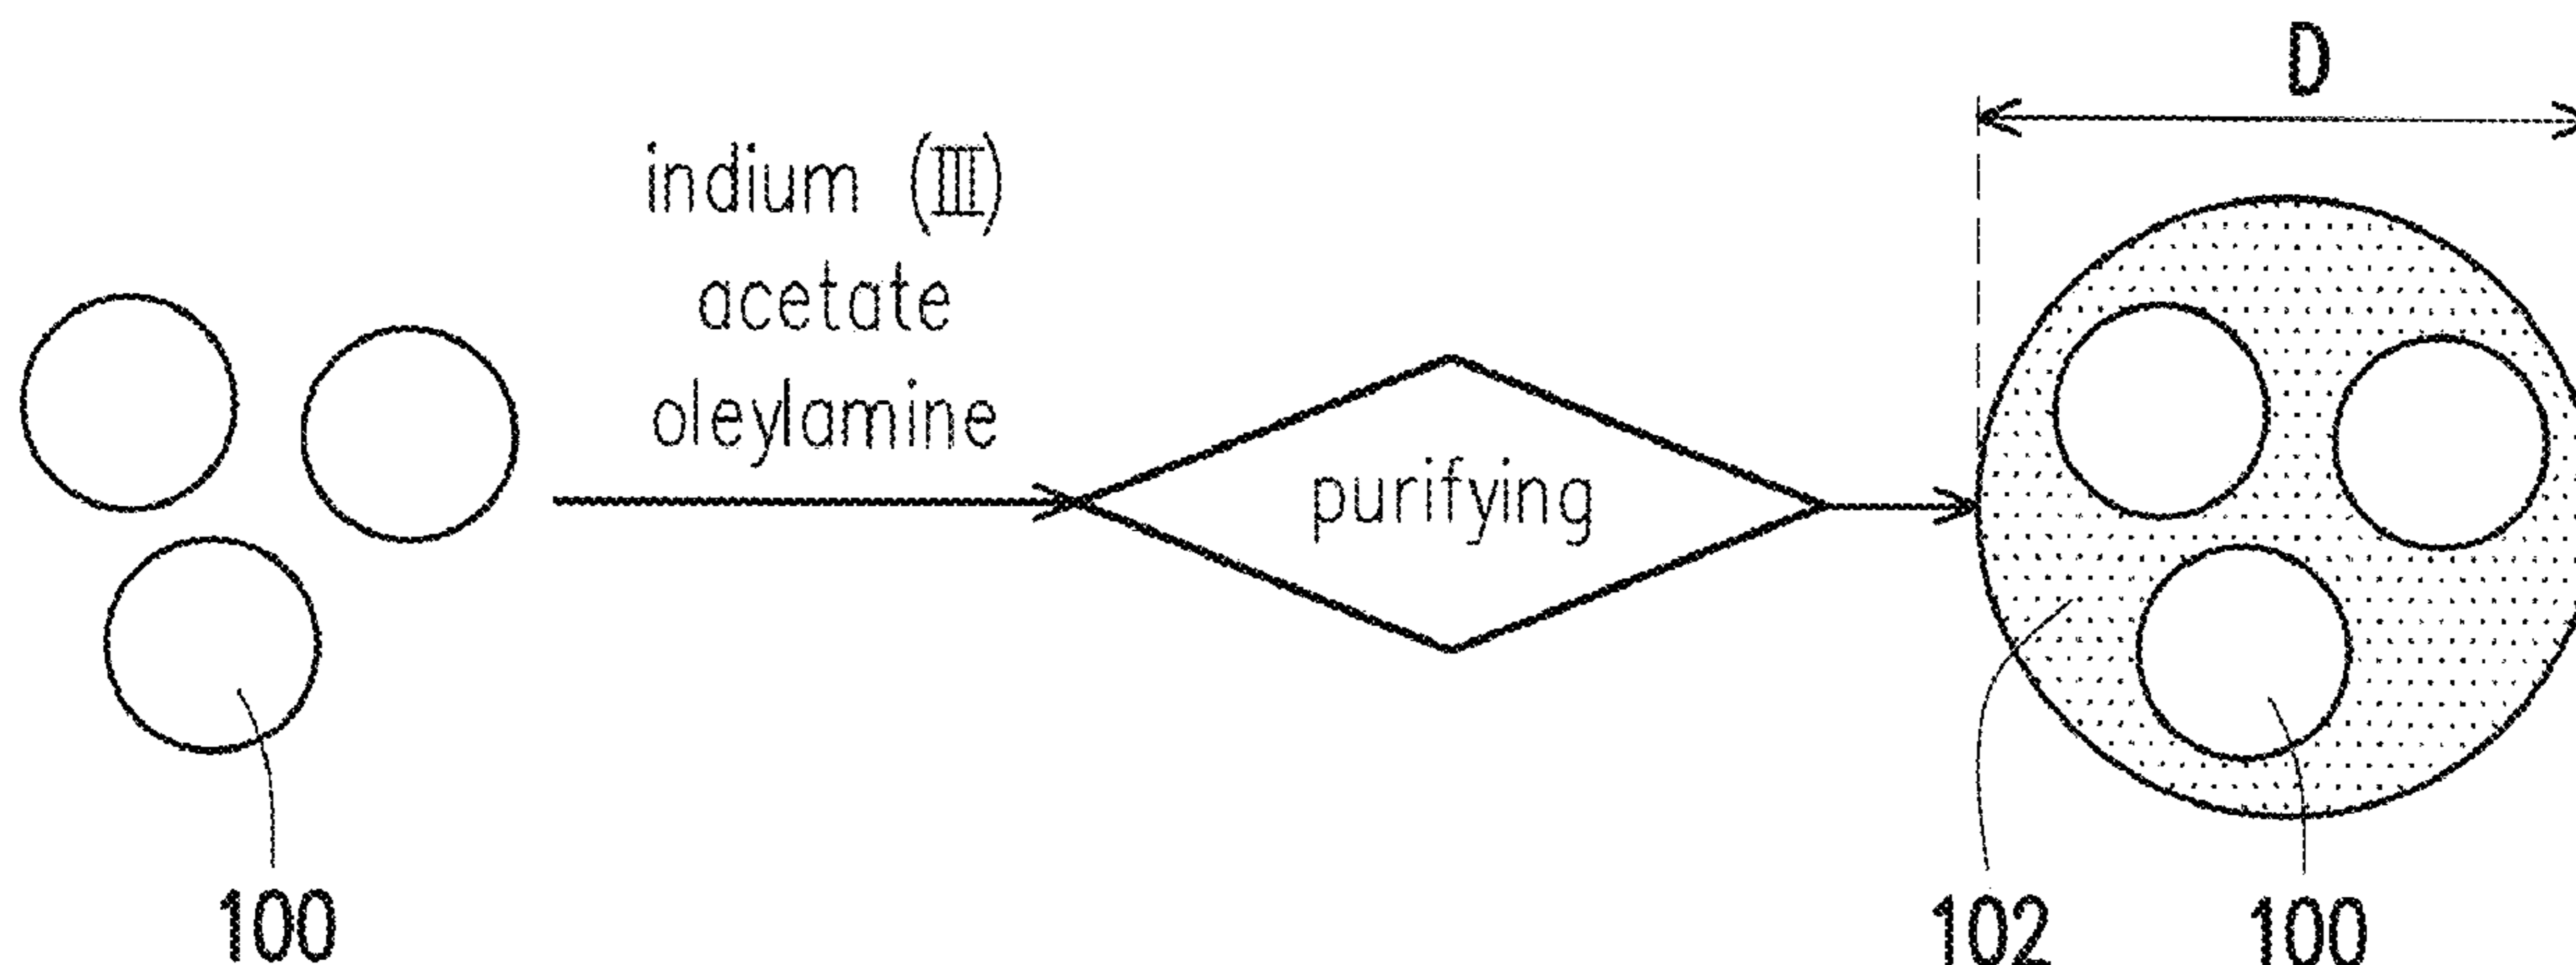 D
indium (III)
acetate
oleylamine
purifying
100
102
100